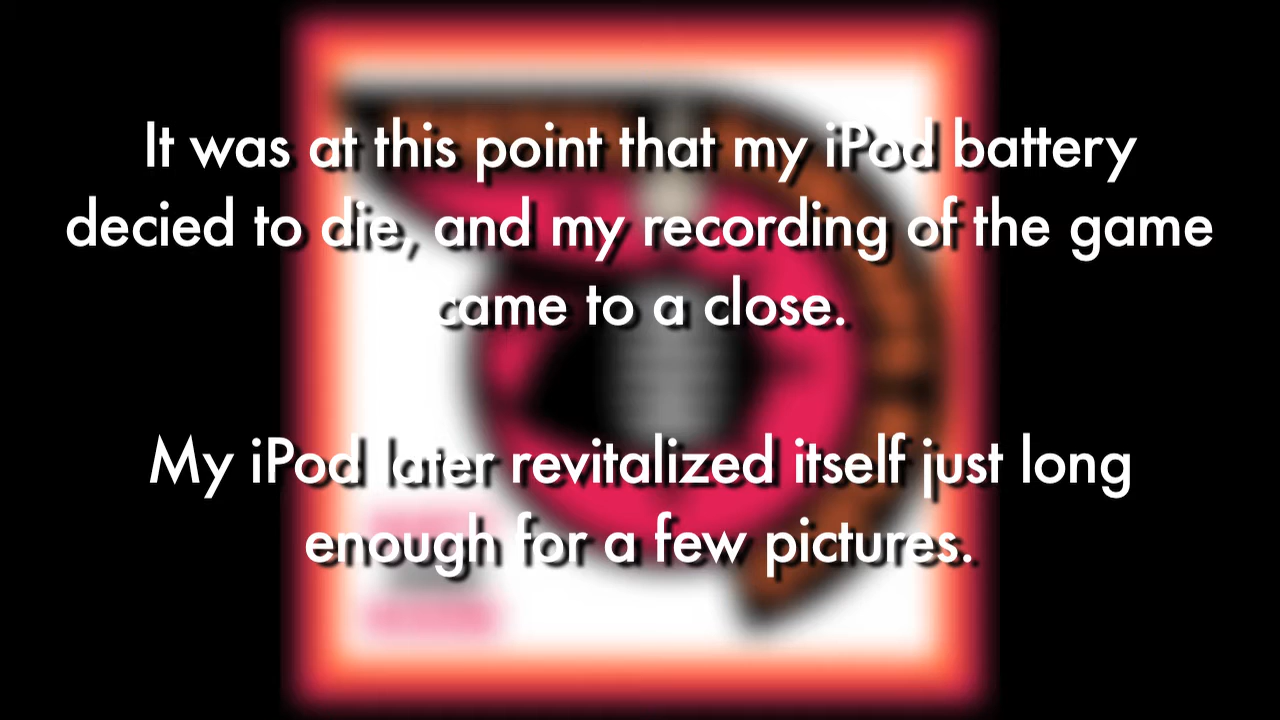 It was at this point that my iPod battery
decied to die, and my recording of the game
came to a close.
My iPod later revitalized itself just long
enough for a few pictures.